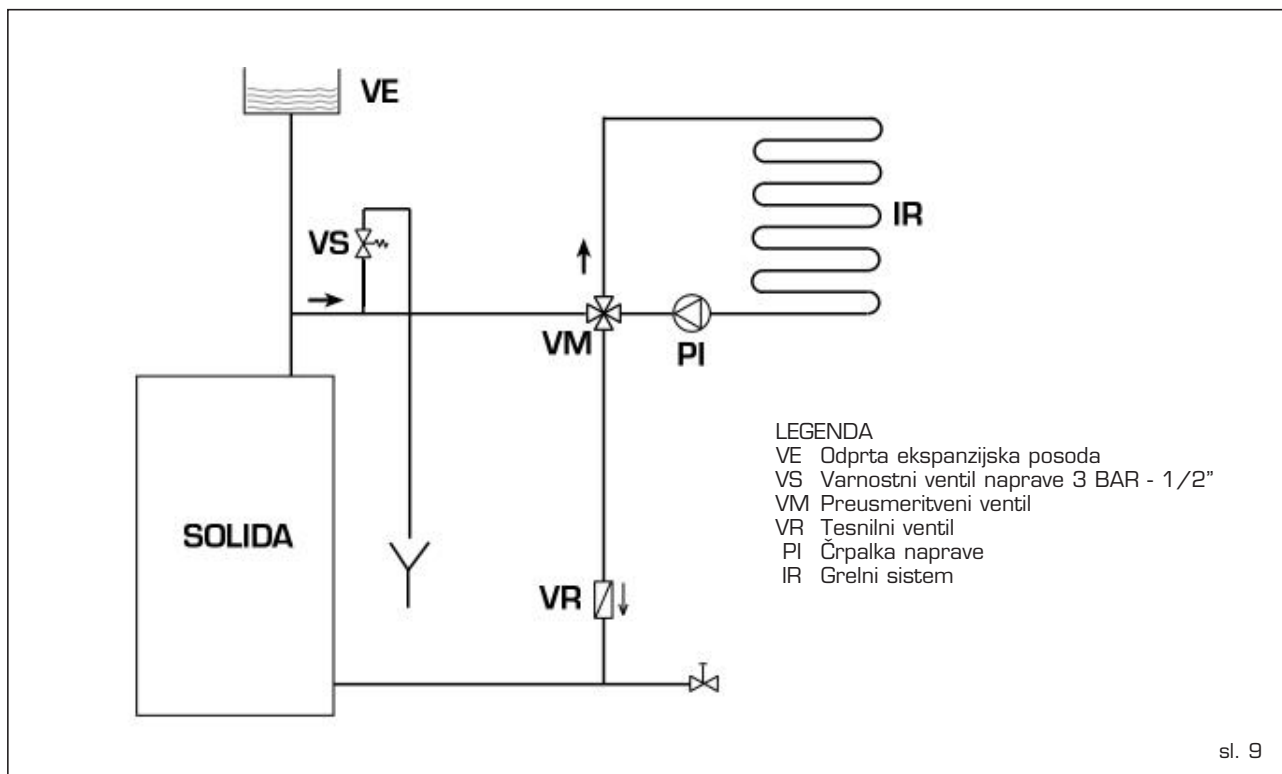 VE
VS
IR
VM
PI
LEGENDA
VE Odprta ekspanzijska posoda
VS Varnostni ventil naprave 3 BAR - 1/2”
VM Preusmeritveni ventil
VR Tesnilni ventil
PI Črpalka naprave
IR Grelni sistem
SOLIDA
VR
sl. 9